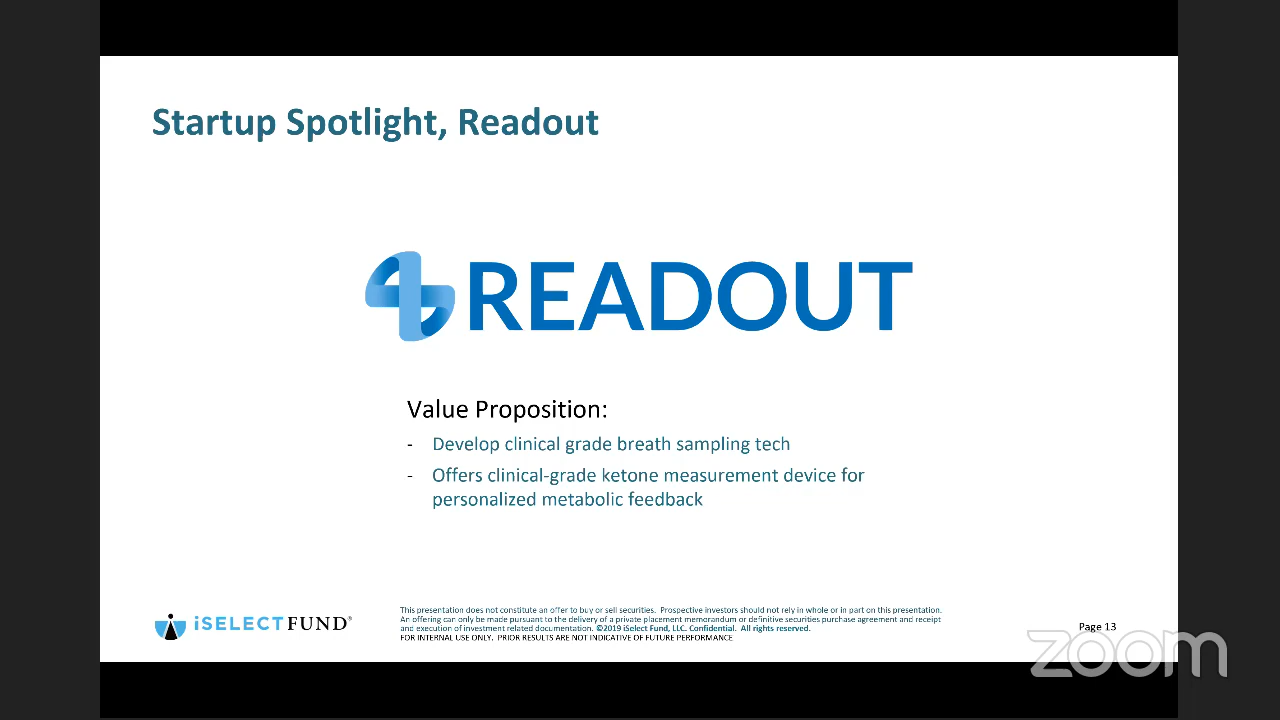 Startup Spotlight, Readout
READOUT
Value Proposition:
- Develop clinical grade breath sampling tech
- Offers clinical-grade ketone measurement device for
personalized metabolic feedback
iSELECTFUND®
This presentation does not constitute an offer to buy or sell securities. Prospective investors should not rely in whole or in part on this presentation.
An offering can only be made pursuant to the delivery of a private placement memorandum or definitive securities purchase agreement and receipt
and execution of investment related documentation. ©2019 iSelect Fund, LLC. Confidential. All rights reserved.
FOR INTERNAL USE ONLY. PRIOR RESULTS ARE NOT INDICATIVE OF FUTURE PERFORMANCE
Page 13
zoom